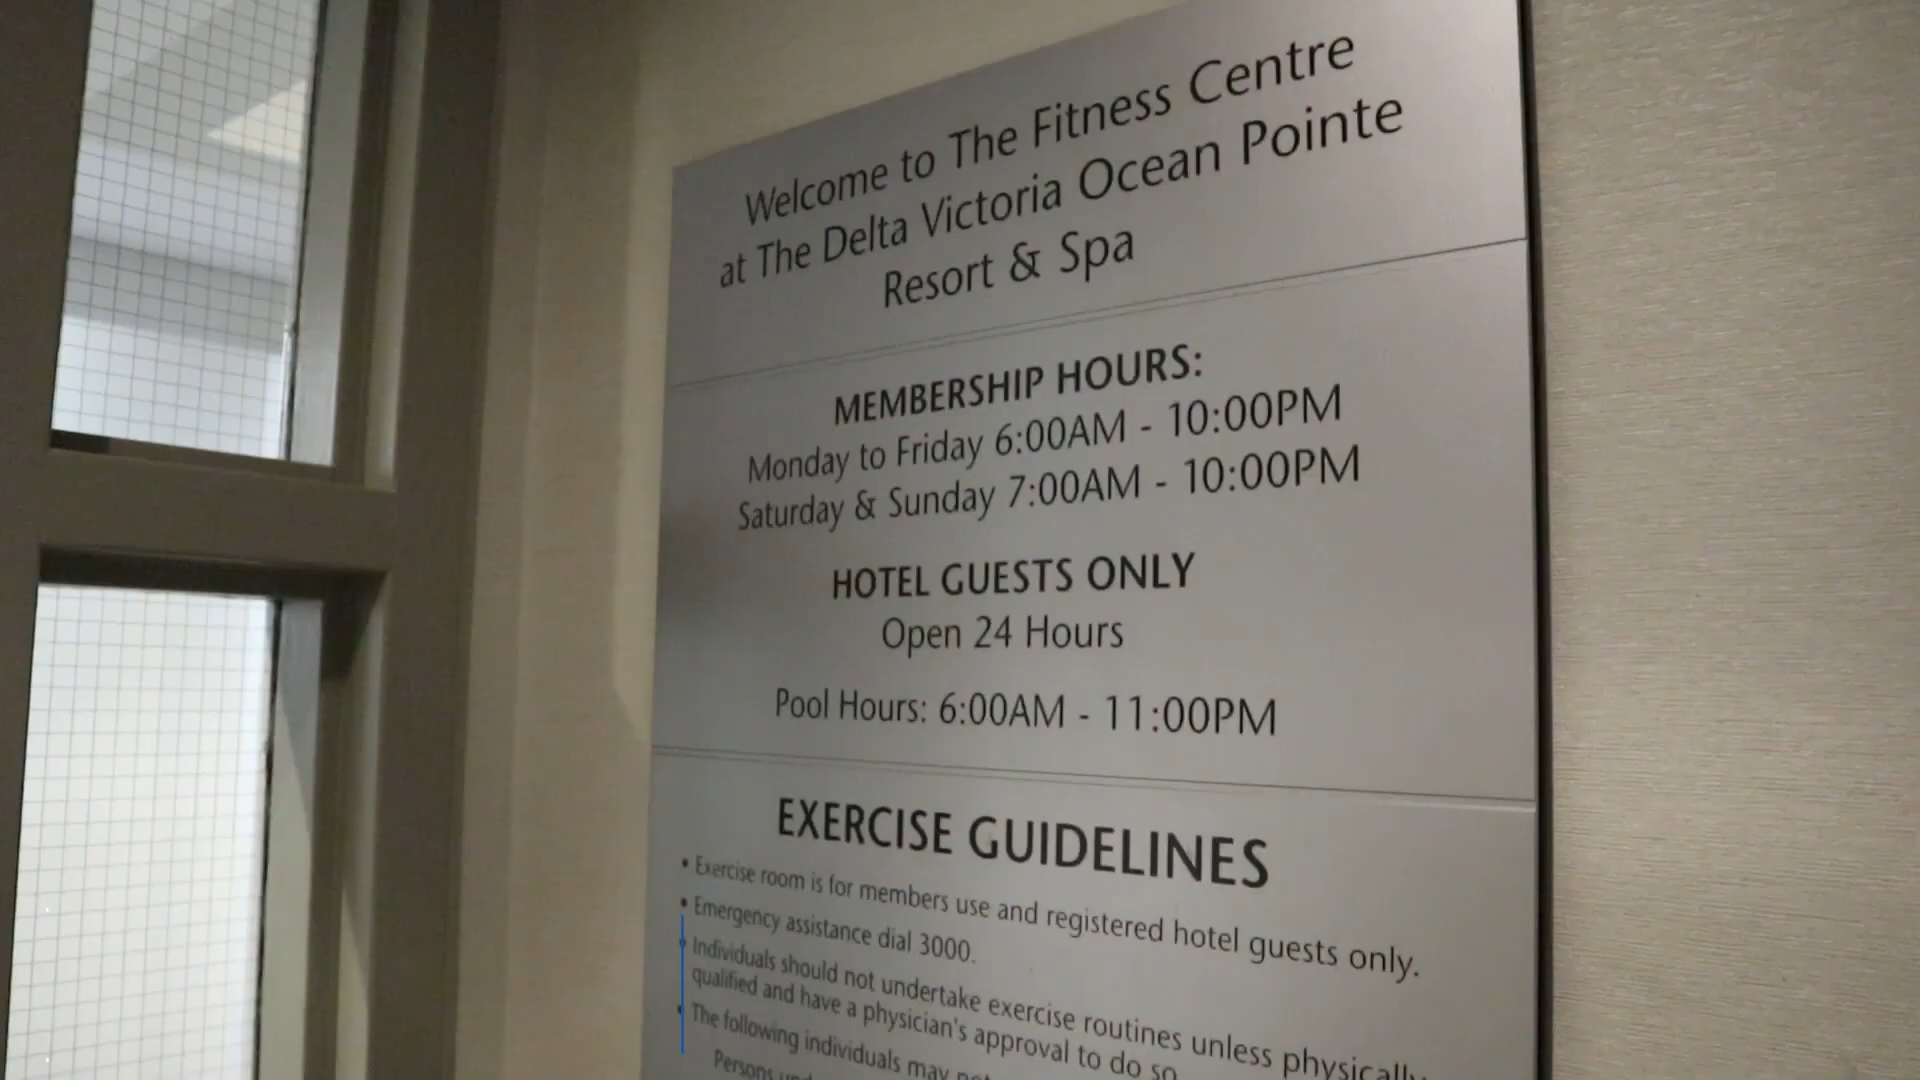 Welcome to The Fitness Centre
at The Delta Victoria Ocean Pointe
Resort & Spa
MEMBERSHIP HOURS:
Monday to Friday 6:00AM - 10:00PM
Saturday & Sunday 7:00AM - 10:00PM
HOTEL GUESTS ONLY
Open 24 Hours
Pool Hours: 6:00AM - 11:00PM
EXERCISE GUIDELINES
• Exercise room is for members use and registered hotel guests only.
• Emergency assistance dial 3000.
• Individuals should not undertake exercise routines unless physically
qualified and have a physician's approval to do so
• The following individuals may not
Persons